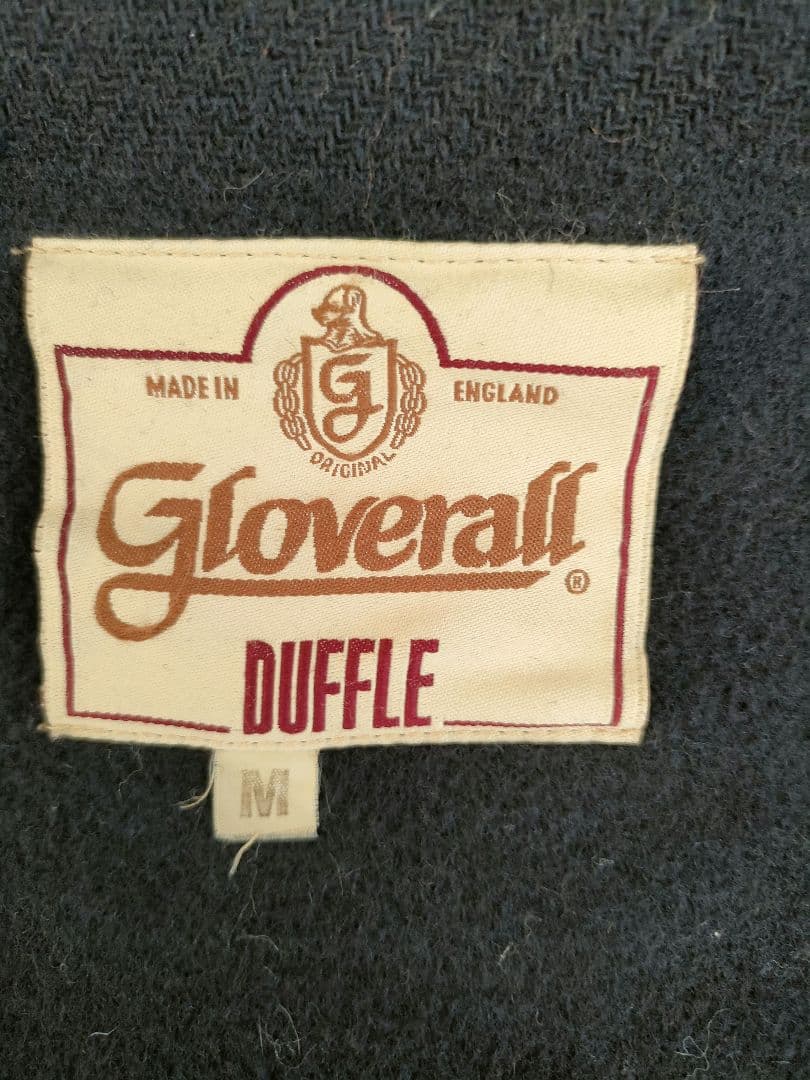 G
MADE IN ENGLAND
ORIGINAL
Gloverall ®
DUFFLE
M